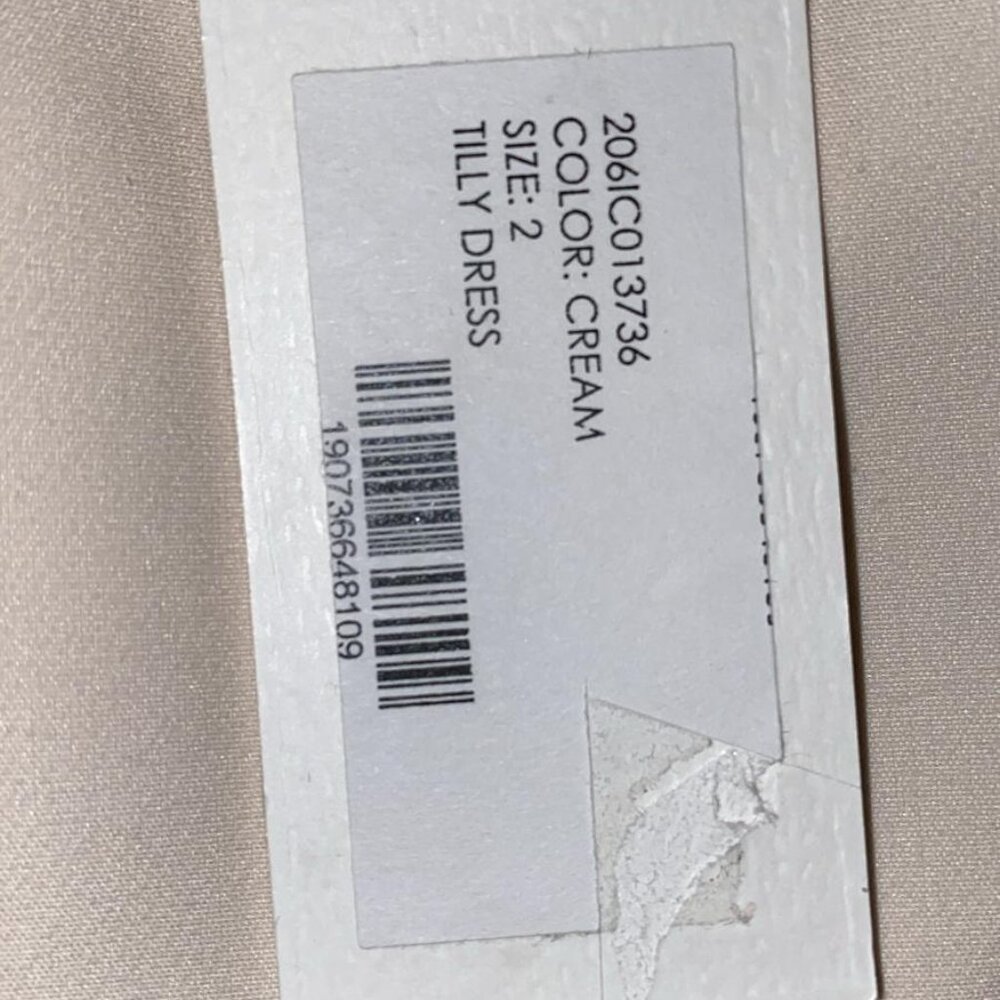 206IC013736
COLOR: CREAM
SIZE: 2
TILLY DRESS
190736648109